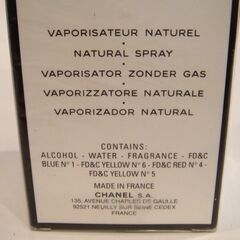 VAPORISATEUR NATUREL
•
NATURAL SPRAY
•
VAPORISATOR ZONDER GAS
•
VAPORIZZATORE NATURALE
•
VAPORIZADOR NATURAL
CONTAINS:
ALCOHOL - WATER - FRAGRANCE - FD&C
BLUE N° 1 - FD&C YELLOW N° 6 - FD&C RED N° 4 -
FD&C YELLOW N° 5
MADE IN FRANCE
CHANEL S.A.
135, AVENUE CHARLES DE GAULLE
92521 NEUILLY SUR SEINE CEDEX
FRANCE